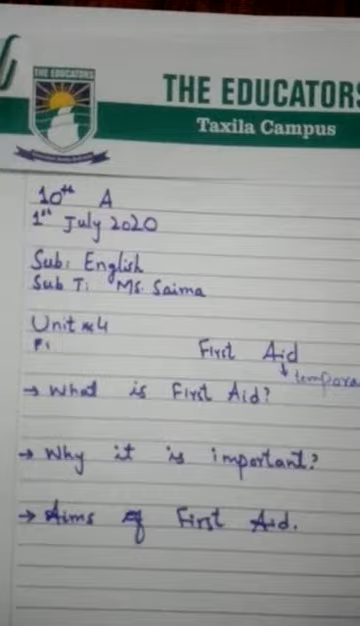 THE EDUCATORS
THE EDUCATORS
Taxila Campus
10th A
1st July 2020
Sub: English
Sub T: Ms. Saima
Unit 4
P1
First Aid
→ What is First Aid?
→ Why it is important?
→ Aims of First Aid.